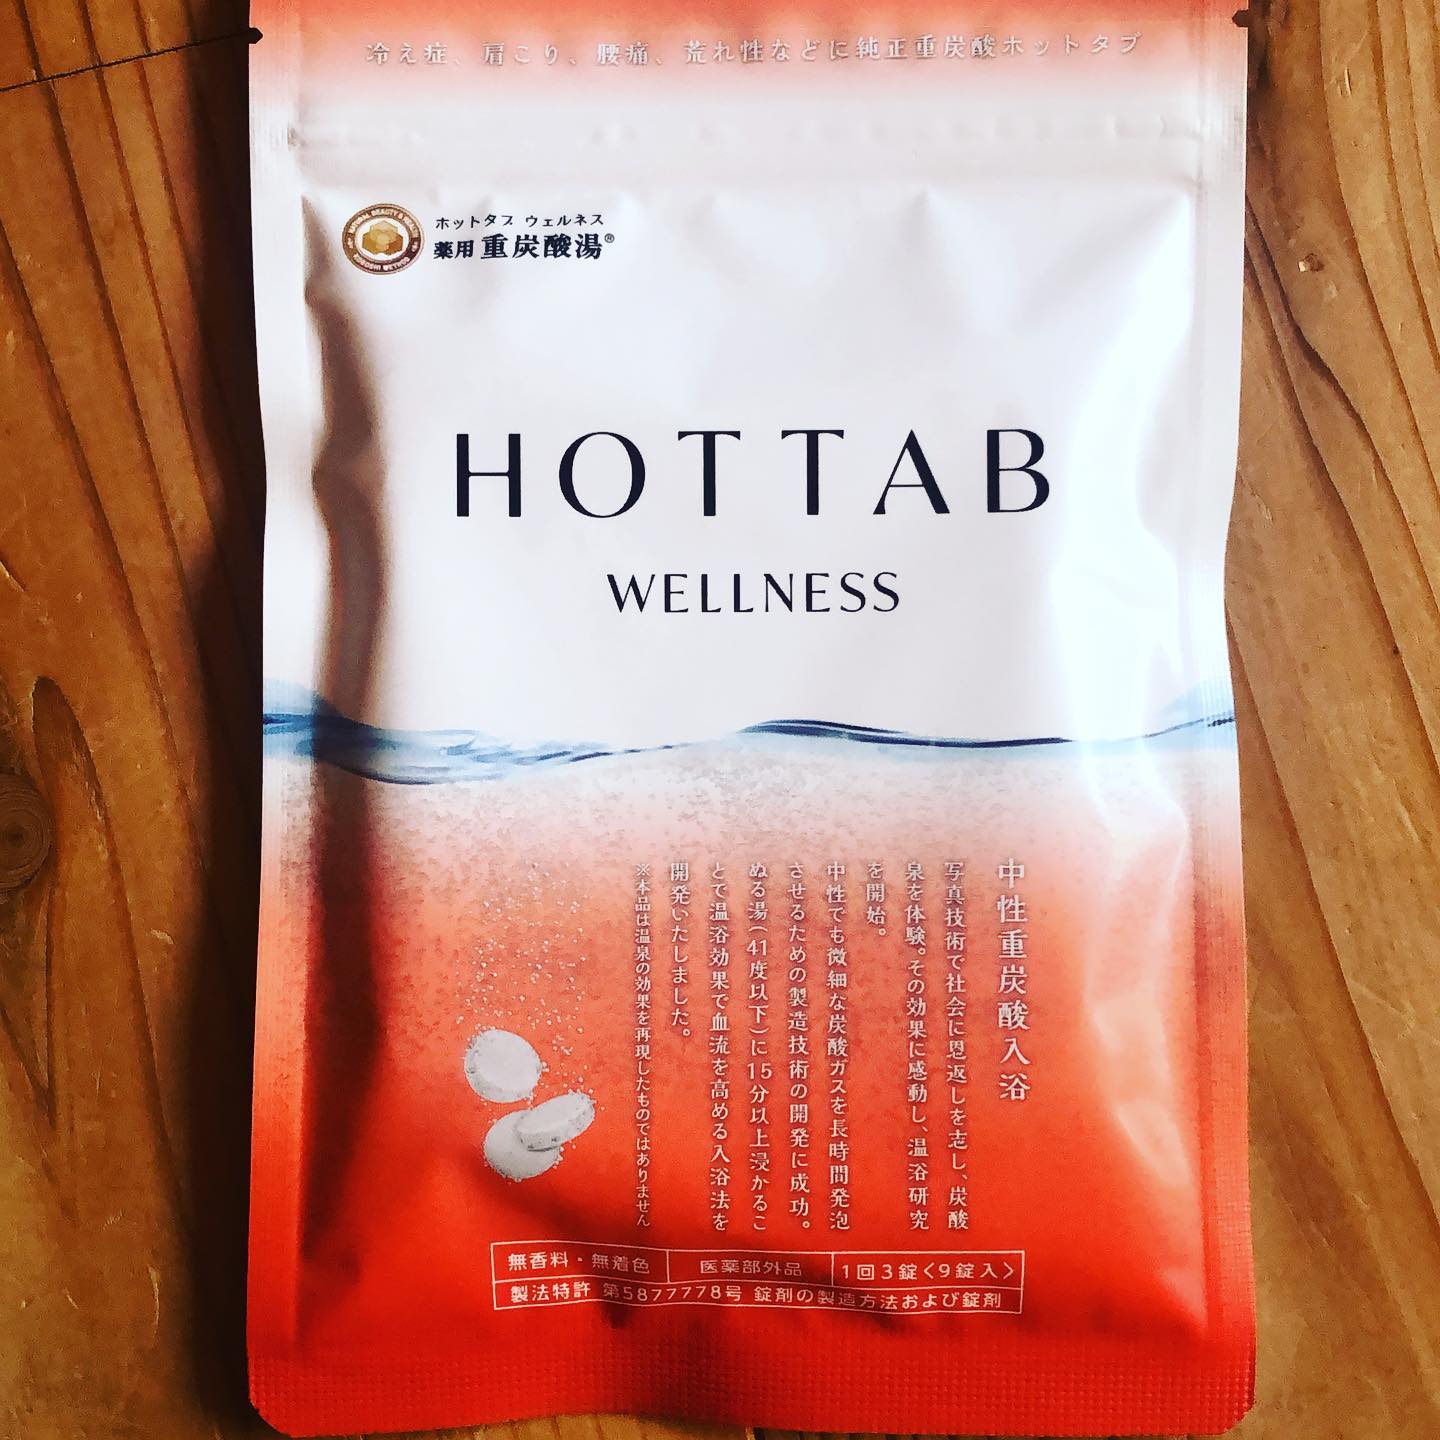 冷え症、肩こり、腰痛、荒れ性などに純正重炭酸ホットタブ
NATURAL BEAUTY & HEALTH
ホットタブ ウェルネス
薬用 重炭酸湯®
HOT TAB
WELLNESS
中性重炭酸入浴
写真技術で社会に恩返しを志し、炭酸
泉を体験。その効果に感動し、温浴研究
を開始。
中性でも微細な炭酸ガスを長時間発泡
させるための製造技術の開発に成功。
ぬる湯(41度以下)に15分以上浸かるこ
とで温浴効果で血流を高める入浴法を
開発いたしました。
※本品は温泉の効果を再現したものではありません
無香料・無着色 医薬部外品 1回3錠<9錠入>
製法特許 第5877778号 錠剤の製造方法および錠剤